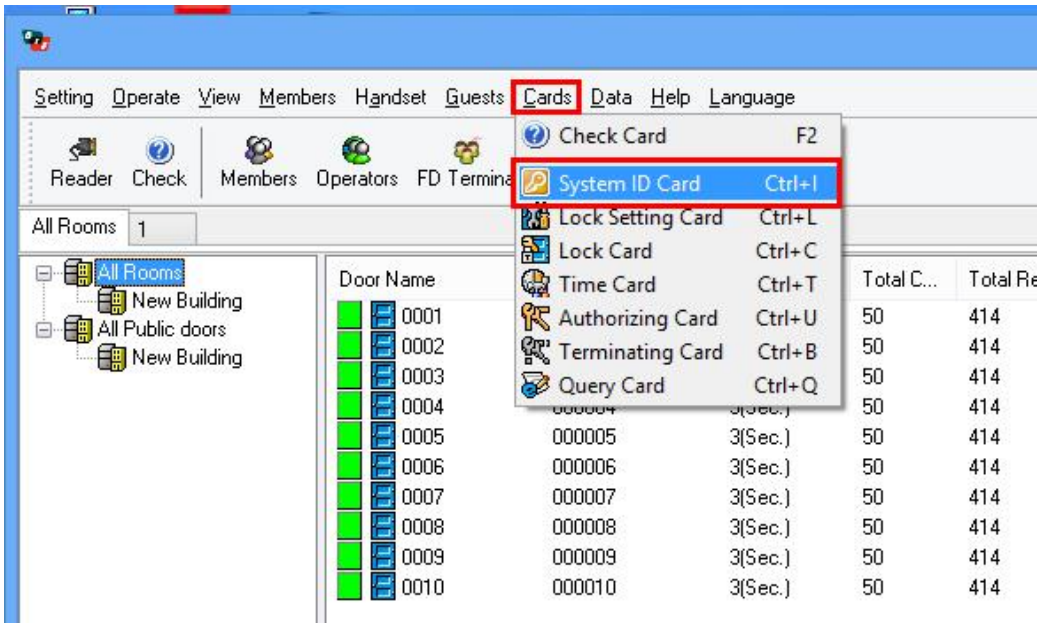 Setting Operate View Members Handset Guests Cards Data Help Language
Check Card F2
Reader Check Members Operators
System ID Card Ctrl+I
Lock Setting Card Ctrl+L
Lock Card Ctrl+C
Time Card Ctrl+T
Authorizing Card Ctrl+U
Terminating Card Ctrl+B
Query Card Ctrl+Q
All Rooms 1
All Rooms
New Building
All Public doors
New Building
Door Name Total C... Total Re
0001 50 414
0002 50 414
0003 50 414
0004 000004 3(Sec.) 50 414
0005 000005 3(Sec.) 50 414
0006 000006 3(Sec.) 50 414
0007 000007 3(Sec.) 50 414
0008 000008 3(Sec.) 50 414
0009 000009 3(Sec.) 50 414
0010 000010 3(Sec.) 50 414